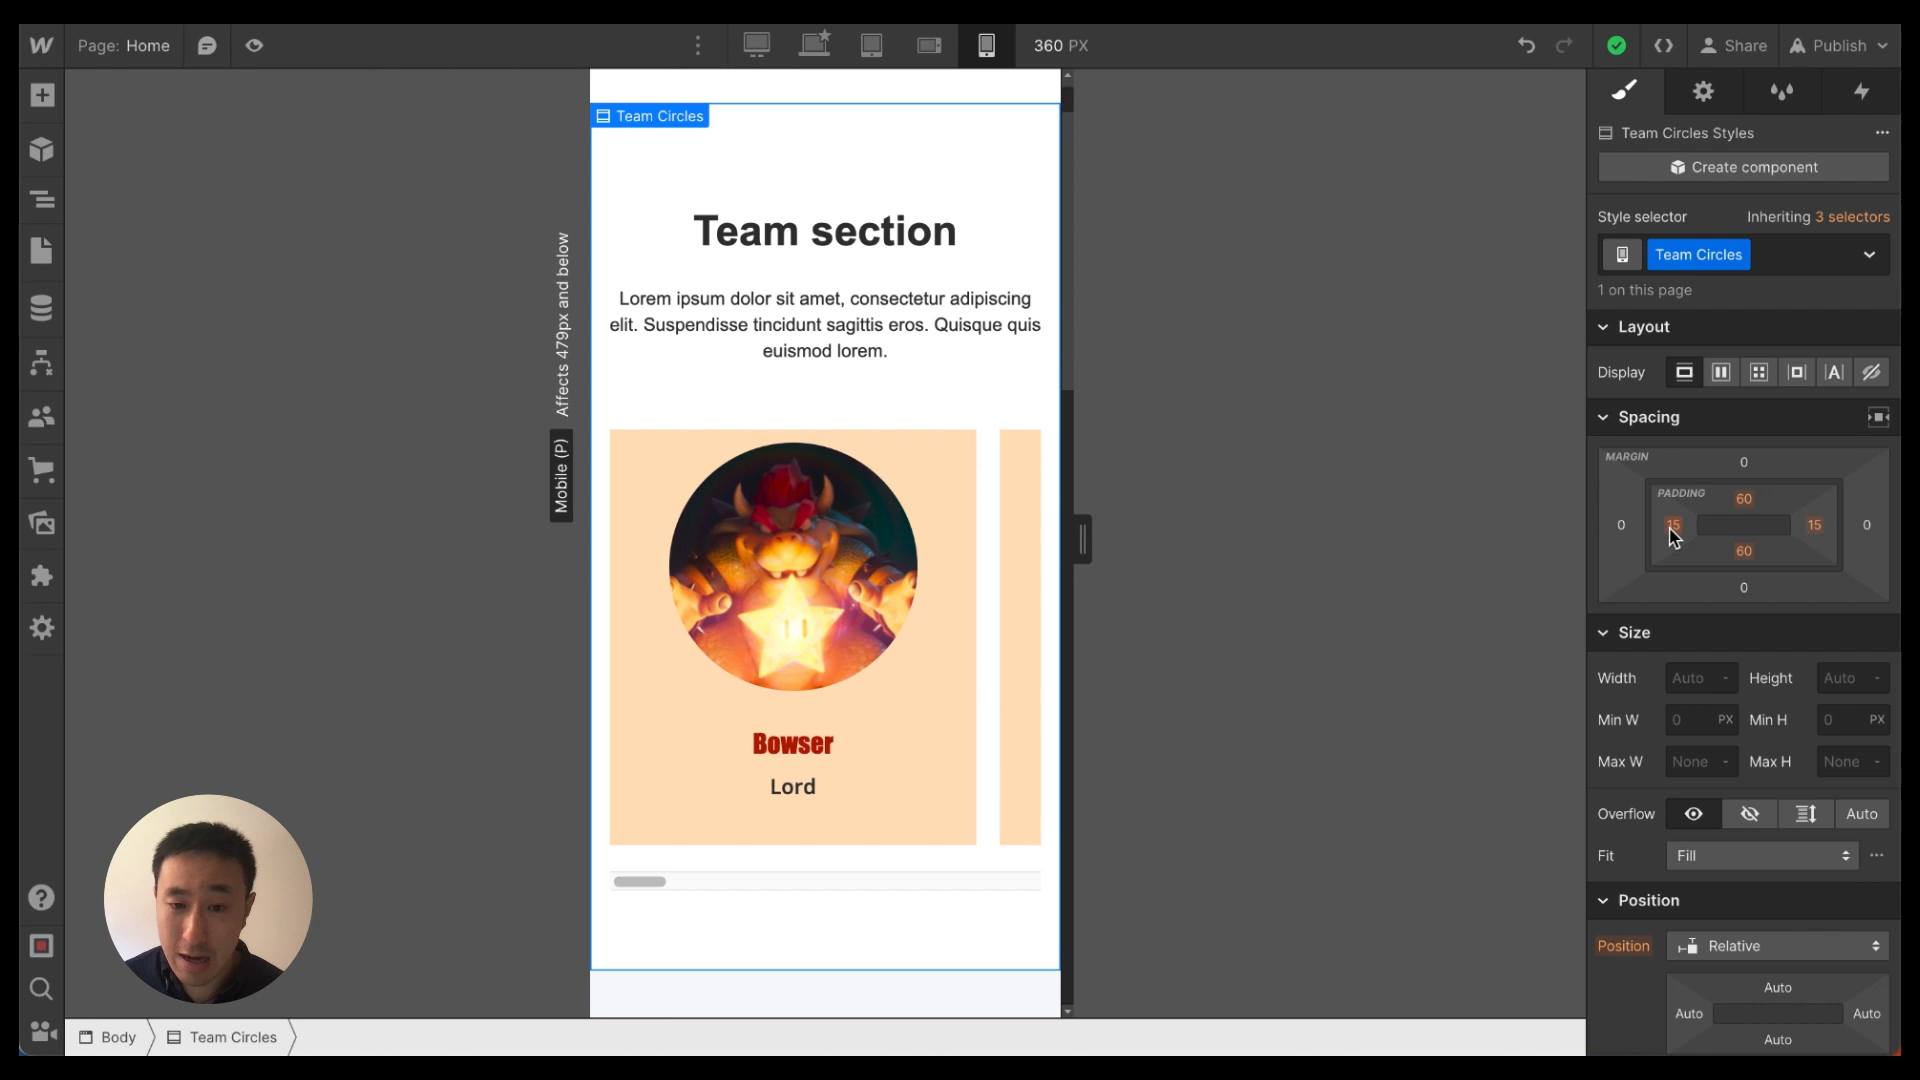 Page: Home
360 PX
Share
Publish
Team Circles
Team section
Lorem ipsum dolor sit amet, consectetur adipiscing
elit. Suspendisse tincidunt sagittis eros. Quisque quis
euismod lorem.
Affects 479px and below
Mobile (P)
Bowser
Lord
Body
Team Circles
Team Circles Styles
Create component
Style selector
Inheriting 3 selectors
Team Circles
1 on this page
Layout
Display
Spacing
MARGIN
0
PADDING
60
0
15
15
0
60
0
Size
Width Auto - Height Auto -
Min W 0 PX Min H 0 PX
Max W None - Max H None -
Overflow Auto
Fit Fill
Position
Position Relative
Auto
Auto Auto
Auto